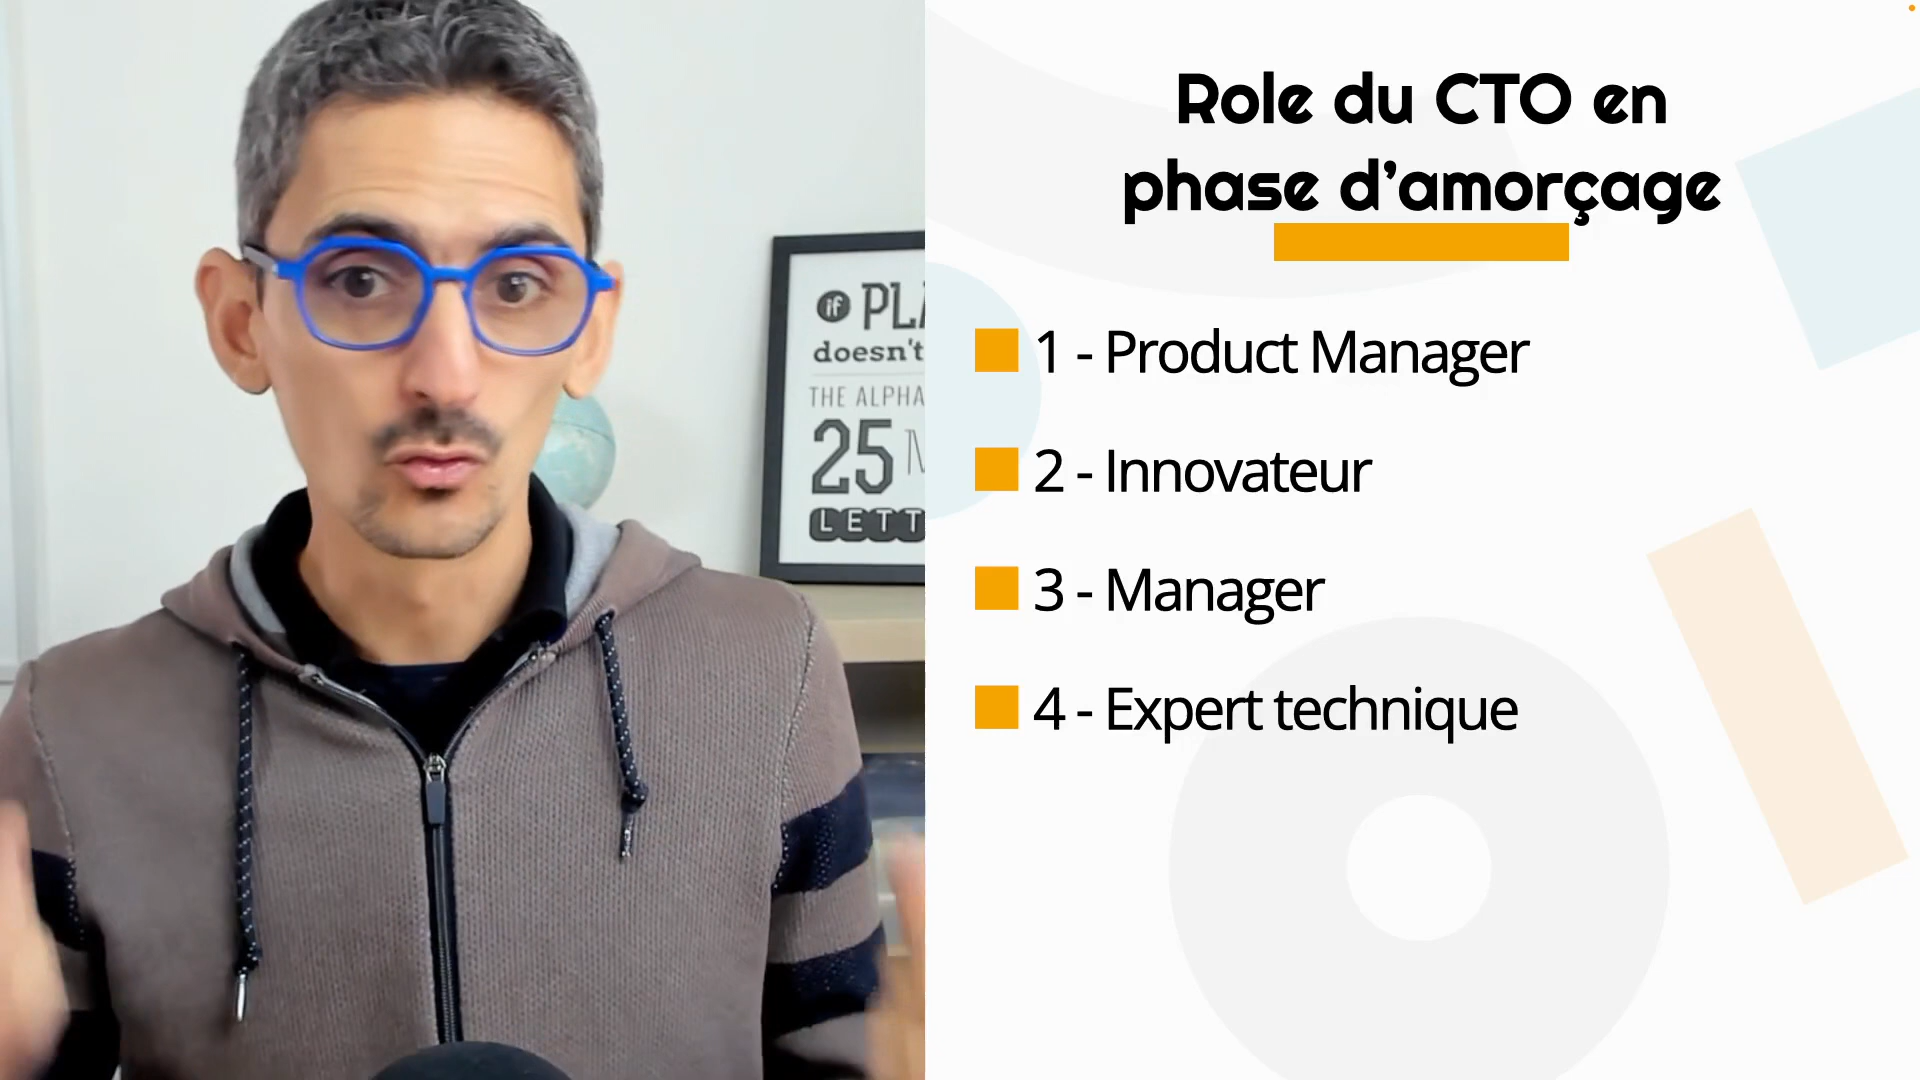 Role du CTO en
phase d’amorçage
1 - Product Manager
2 - Innovateur
3 - Manager
4 - Expert technique
if
doesn't
THE
25